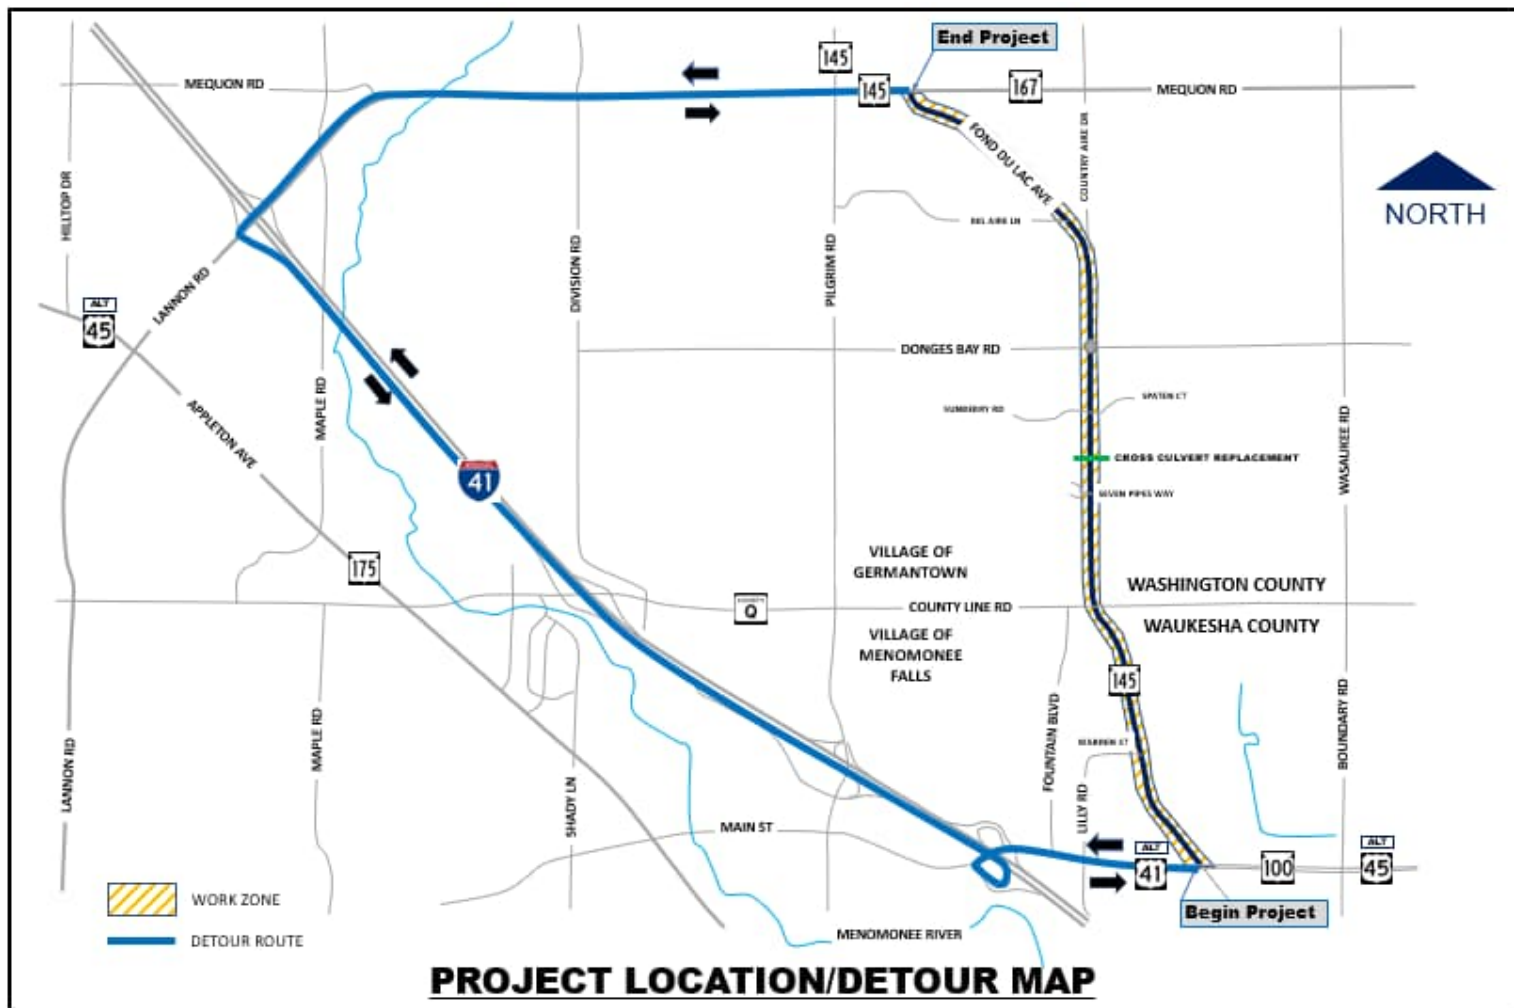 End Project
145
145
167
MEQUON RD
MEQUON RD
FOND DU LAC AVE
COUNTRY AIRE DR
NORTH
HILLTOP DR
LANNON RD
DIVISION RD
PILGRIM RD
BEL AIRE LN
ALT
45
DONGES BAY RD
MAPLE RD
APPLETON AVE
SPATEN CT
WASAUKEE RD
CROSS CULVERT REPLACEMENT
41
SEVEN PIPES WAY
175
VILLAGE OF
GERMANTOWN
WASHINGTON COUNTY
Q
COUNTY LINE RD
WAUKESHA COUNTY
VILLAGE OF
MENOMONEE
FALLS
145
MAPLE RD
LANNON RD
SHADY LN
FOUNTAIN BLVD
BOUNDARY RD
LILLY RD
MAIN ST
ALT
41
100
ALT
45
WORK ZONE
Begin Project
DETOUR ROUTE
MENOMONEE RIVER
PROJECT LOCATION/DETOUR MAP